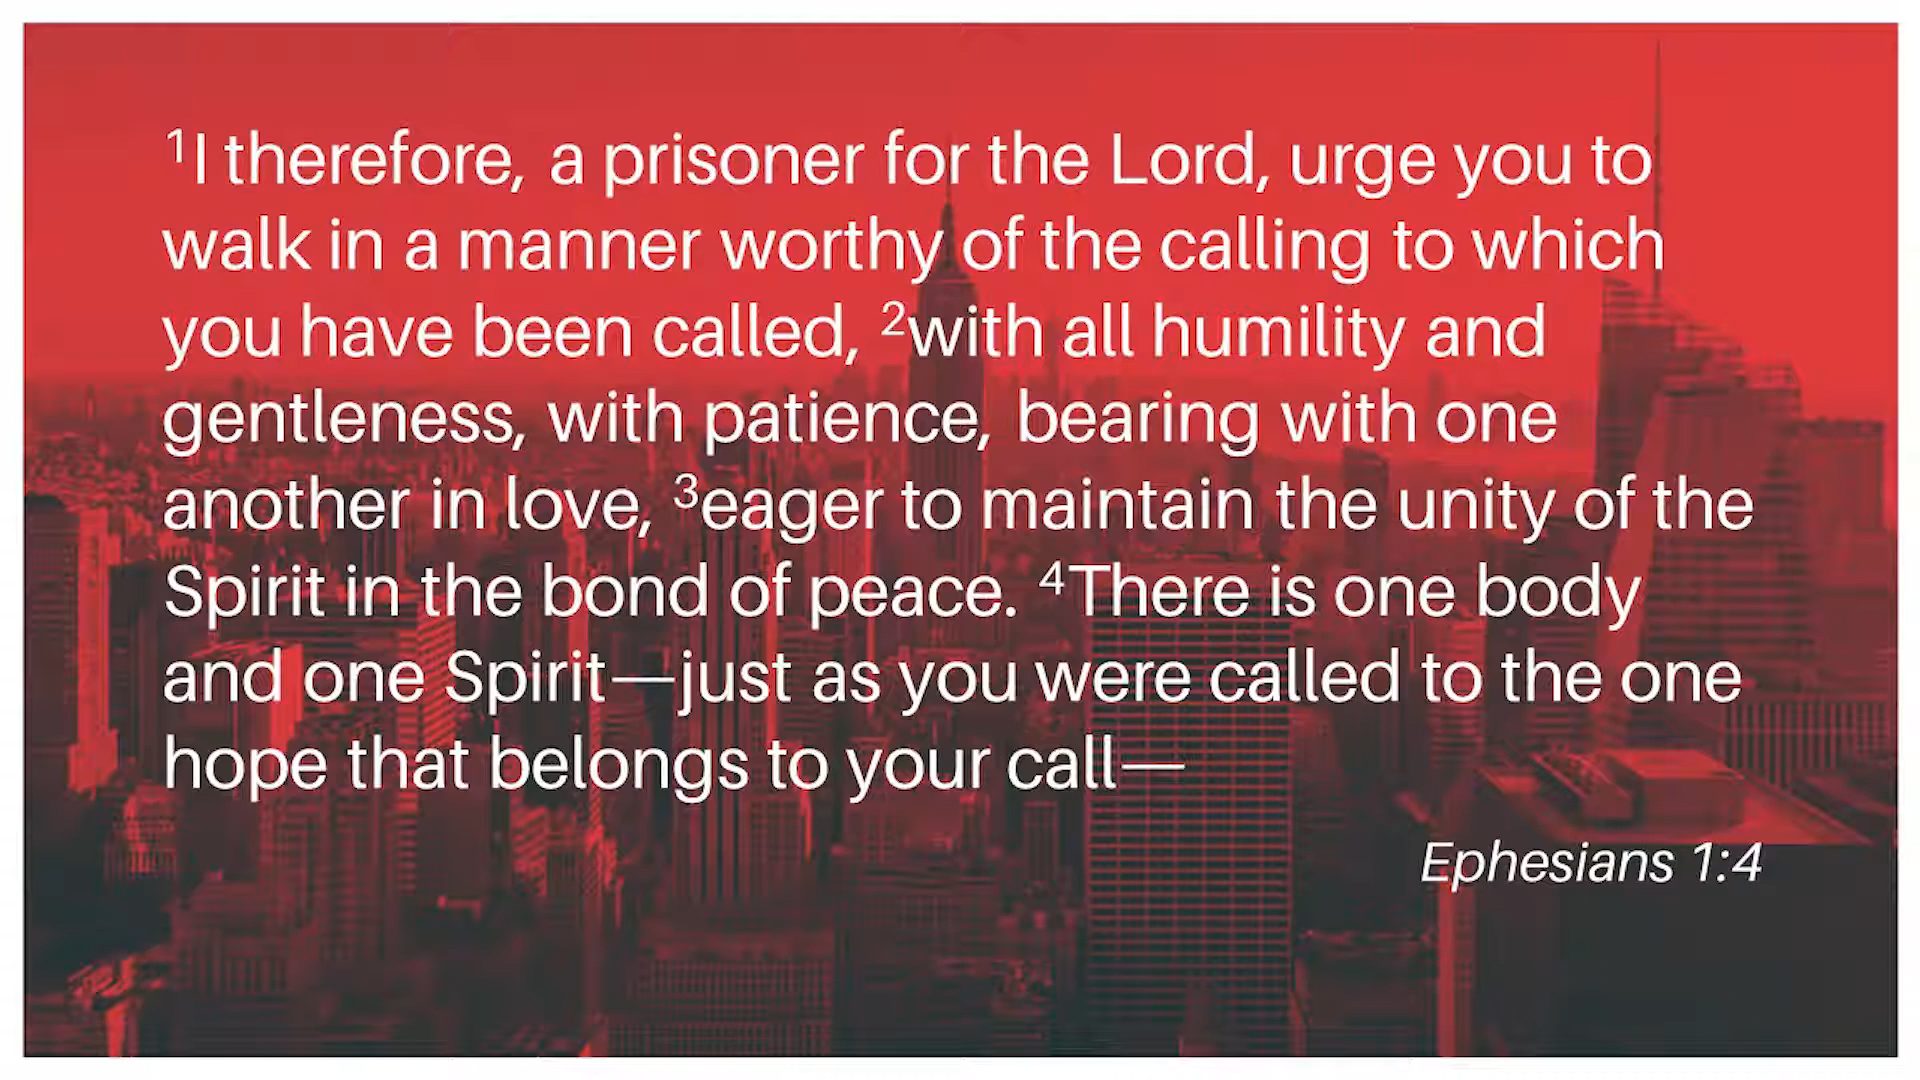 ¹I therefore, a prisoner for the Lord, urge you to
walk in a manner worthy of the calling to which
you have been called, ²with all humility and
gentleness, with patience, bearing with one
another in love, ³eager to maintain the unity of the
Spirit in the bond of peace. ⁴There is one body
and one Spirit—just as you were called to the one
hope that belongs to your call—
Ephesians 1:4